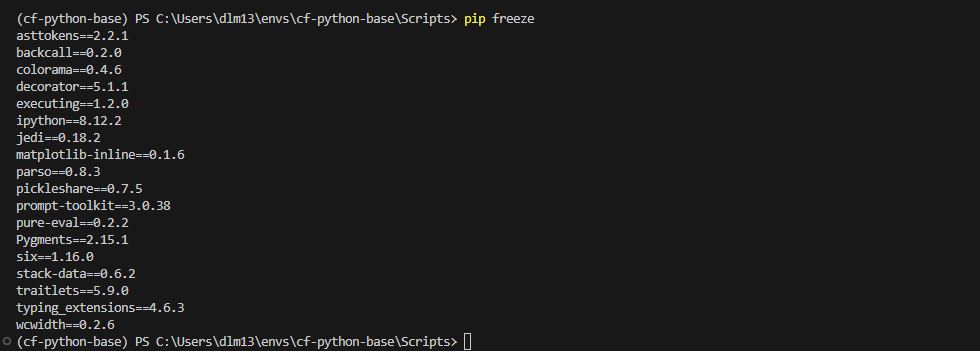 (cf-python-base) PS C:\Users\dlm13\envs\cf-python-base\Scripts> pip freeze
asttokens==2.2.1
backcall==0.2.0
colorama==0.4.6
decorator==5.1.1
executing==1.2.0
ipython==8.12.2
jedi==0.18.2
matplotlib-inline==0.1.6
parso==0.8.3
pickleshare==0.7.5
prompt-toolkit==3.0.38
pure-eval==0.2.2
Pygments==2.15.1
six==1.16.0
stack-data==0.6.2
traitlets==5.9.0
typing_extensions==4.6.3
wcwidth==0.2.6
(cf-python-base) PS C:\Users\dlm13\envs\cf-python-base\Scripts>